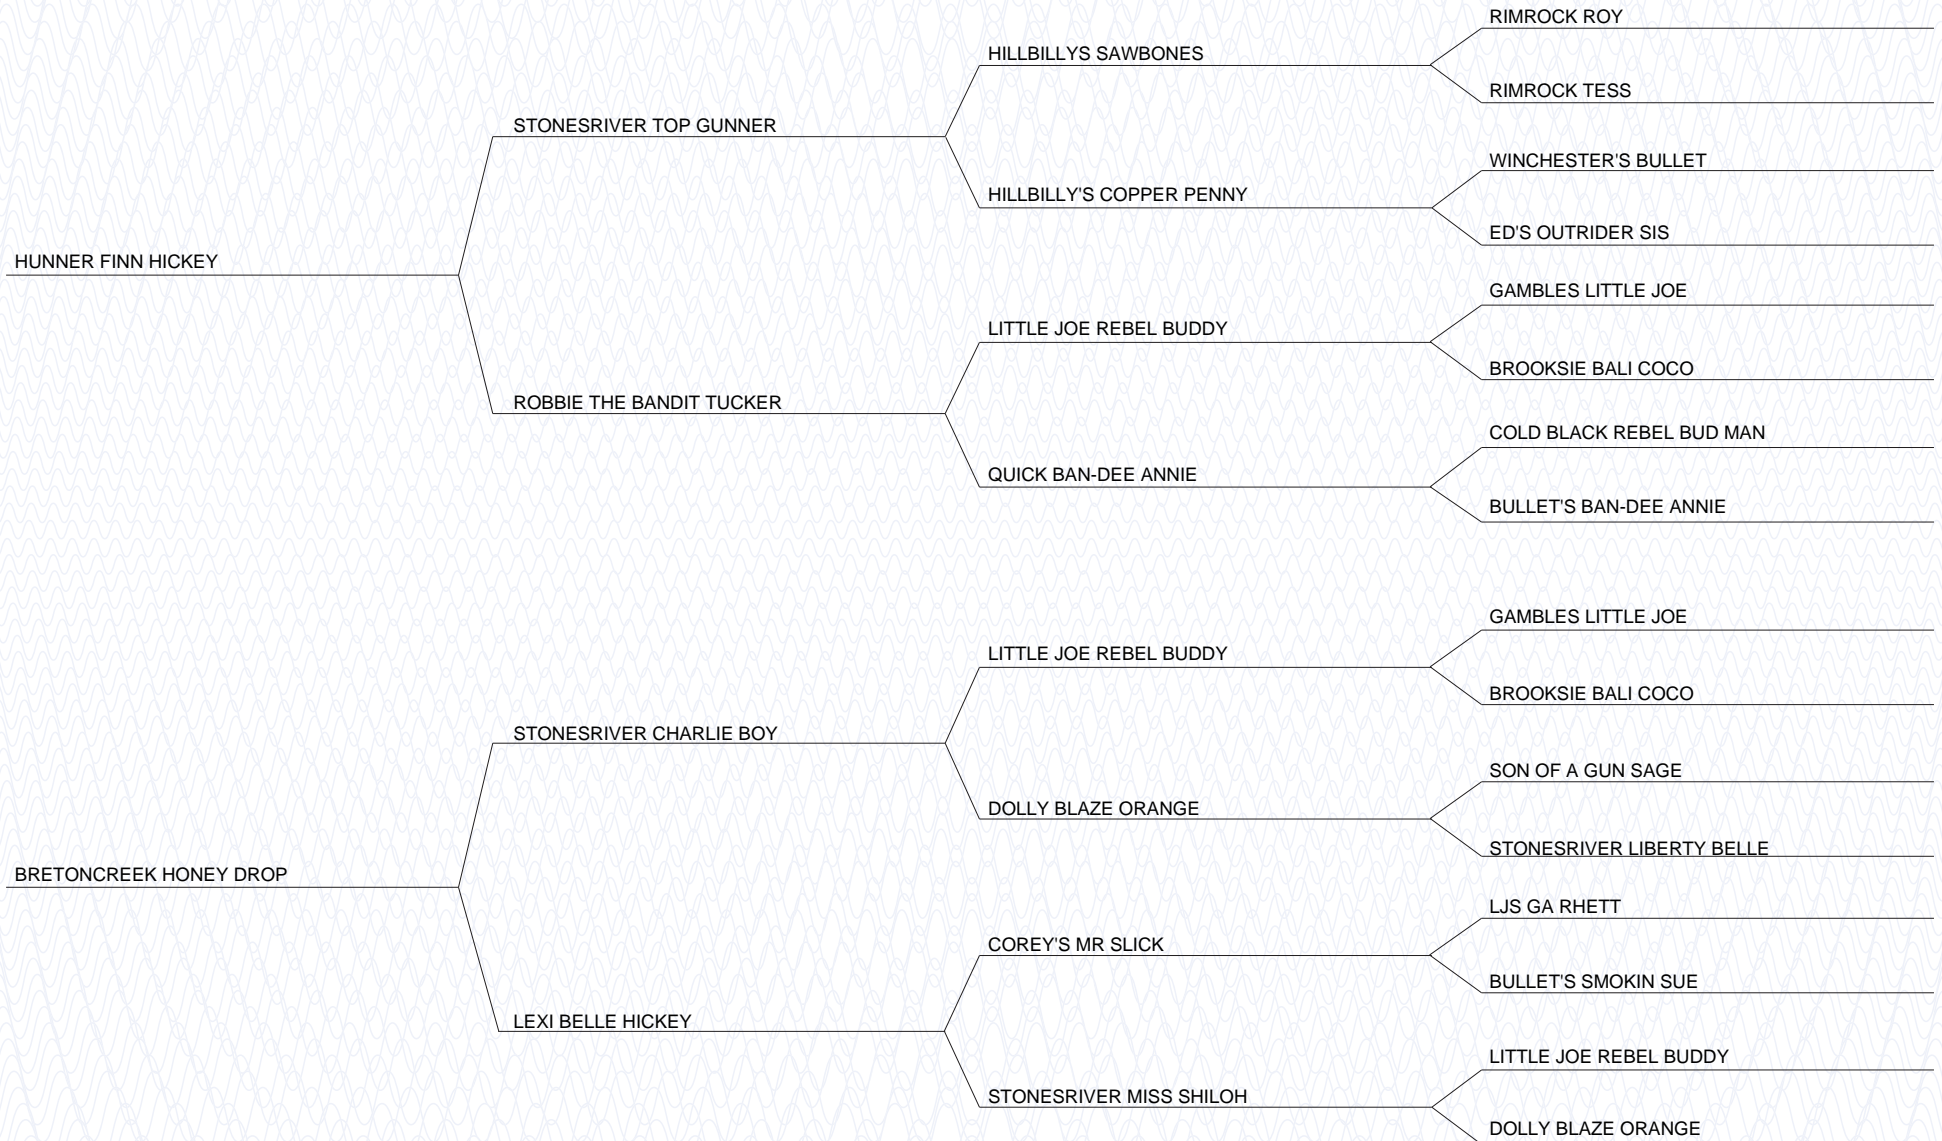 RIMROCK ROY
HILLBILLYS SAWBONES
RIMROCK TESS
STONESRIVER TOP GUNNER
WINCHESTER'S BULLET
HILLBILLY'S COPPER PENNY
ED'S OUTRIDER SIS
HUNNER FINN HICKEY
GAMBLES LITTLE JOE
LITTLE JOE REBEL BUDDY
BROOKSIE BALI COCO
ROBBIE THE BANDIT TUCKER
COLD BLACK REBEL BUD MAN
QUICK BAN-DEE ANNIE
BULLET'S BAN-DEE ANNIE
GAMBLES LITTLE JOE
LITTLE JOE REBEL BUDDY
BROOKSIE BALI COCO
STONESRIVER CHARLIE BOY
SON OF A GUN SAGE
DOLLY BLAZE ORANGE
STONESRIVER LIBERTY BELLE
BRETONCREEK HONEY DROP
LJS GA RHETT
COREY'S MR SLICK
BULLET'S SMOKIN SUE
LEXI BELLE HICKEY
LITTLE JOE REBEL BUDDY
STONESRIVER MISS SHILOH
DOLLY BLAZE ORANGE